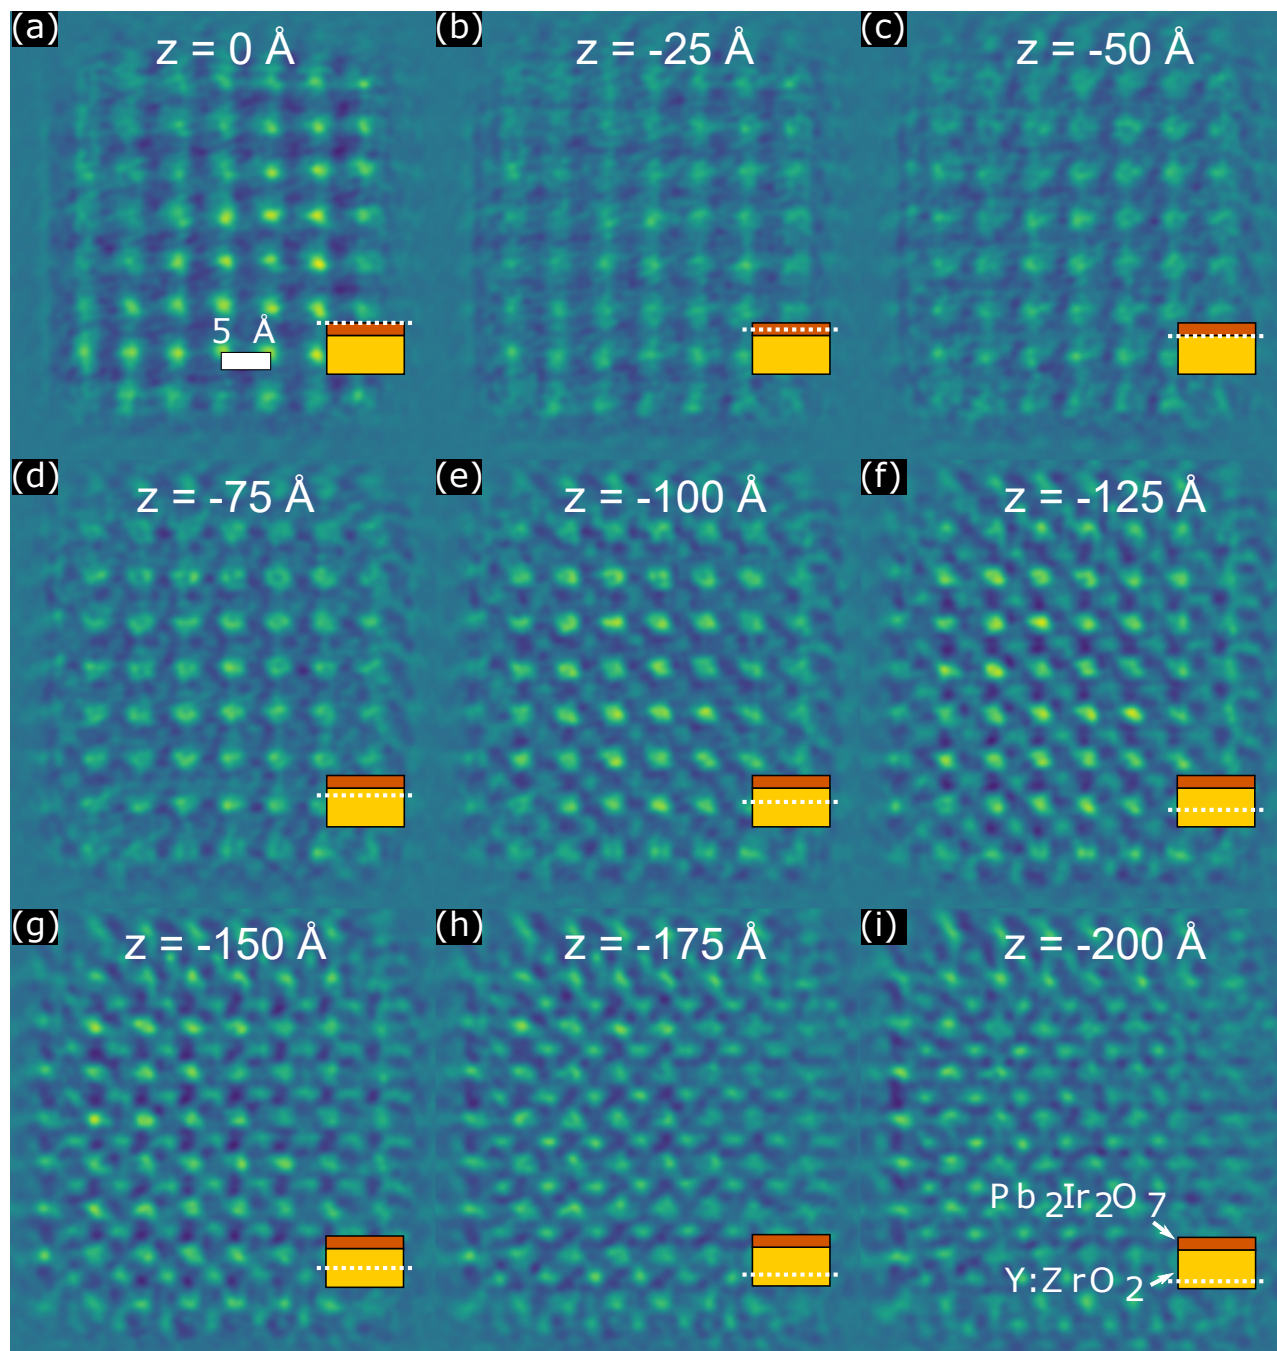 (a)
z = 0 Å
5 Å
(b)
z = -25 Å
(c)
z = -50 Å
(d)
z = -75 Å
(e)
z = -100 Å
(f)
z = -125 Å
(g)
z = -150 Å
(h)
z = -175 Å
(i)
z = -200 Å
Pb2Ir2O7
Y:ZrO2